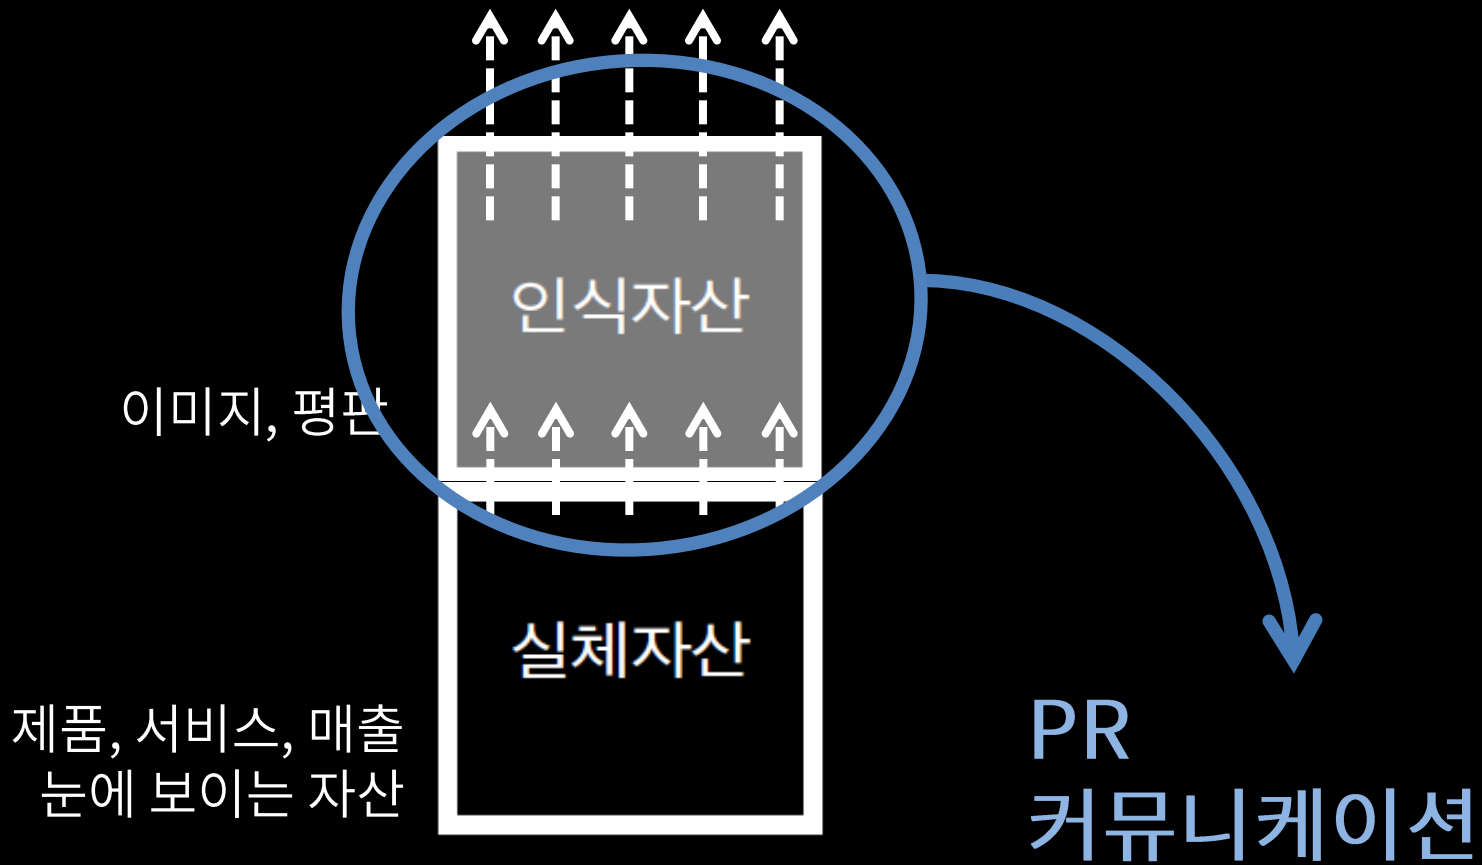 인식자산
이미지, 평판
실체자산
제품, 서비스, 매출
눈에 보이는 자산
PR
커뮤니케이션